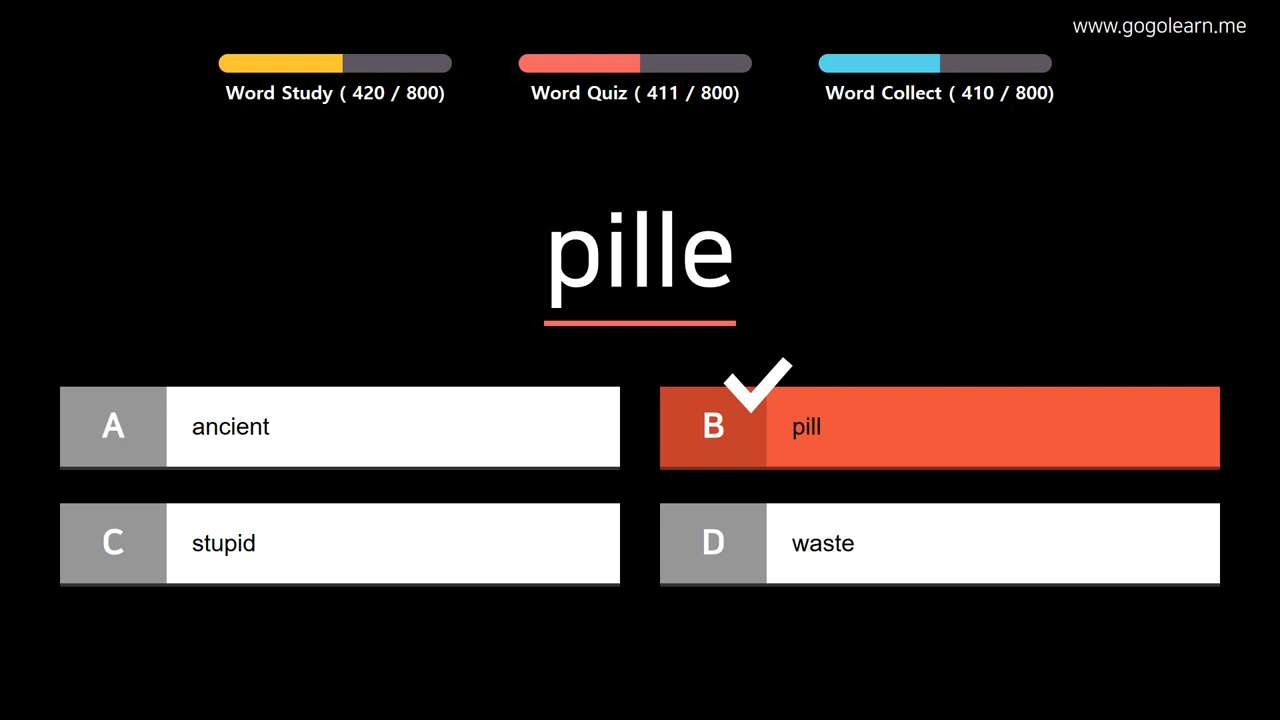 www.gogolearn.me
Word Study ( 420 / 800)
Word Quiz ( 411 / 800)
Word Collect ( 410 / 800)
pille
A ancient
B pill
C stupid
D waste